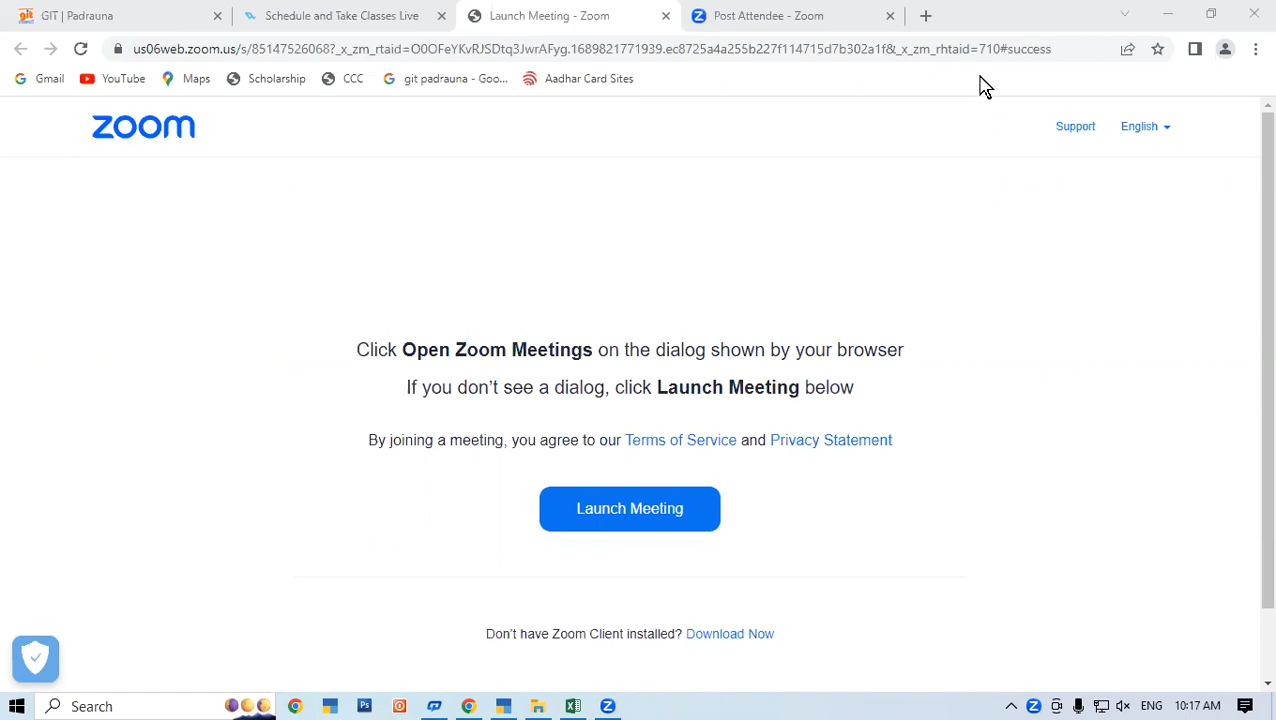 GIT | Padrauna
Schedule and Take Classes Live
Launch Meeting - Zoom
Post Attendee - Zoom
us06web.zoom.us/s/85147526068?_x_zm_rtaid=O0OFeYKvRJSDtq3JwrAFyg.1689821771939.ec8725a4a255b227f114715d7b302a1f&_x_zm_rhtaid=710#success
Gmail
YouTube
Maps
Scholarship
CCC
git padrauna - Goo...
Aadhar Card Sites
zoom
Support
English
Click Open Zoom Meetings on the dialog shown by your browser
If you don’t see a dialog, click Launch Meeting below
By joining a meeting, you agree to our Terms of Service and Privacy Statement
Launch Meeting
Don’t have Zoom Client installed? Download Now
Search
ENG
10:17 AM